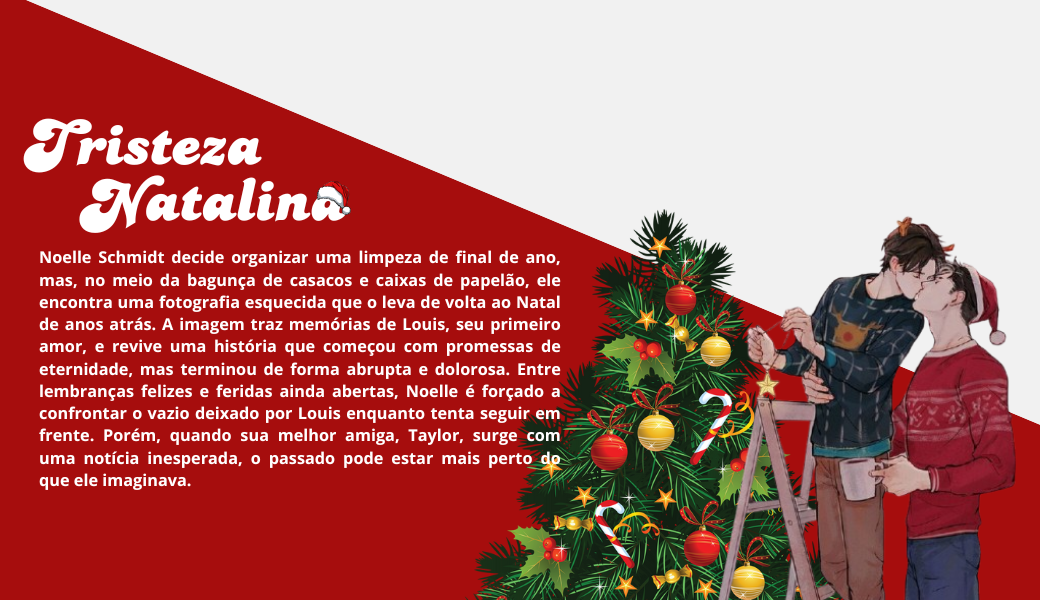 Tristeza
Natalina
Noelle Schmidt decide organizar uma limpeza de final de ano,
mas, no meio da bagunça de casacos e caixas de papelão, ele
encontra uma fotografia esquecida que o leva de volta ao Natal
de anos atrás. A imagem traz memórias de Louis, seu primeiro
amor, e revive uma história que começou com promessas de
eternidade, mas terminou de forma abrupta e dolorosa. Entre
lembranças felizes e feridas ainda abertas, Noelle é forçado a
confrontar o vazio deixado por Louis enquanto tenta seguir em
frente. Porém, quando sua melhor amiga, Taylor, surge com
uma notícia inesperada, o passado pode estar mais perto do
que ele imaginava.